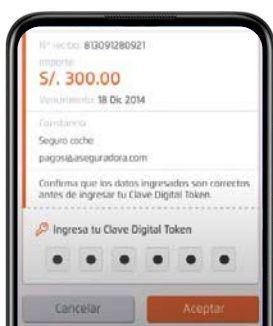 Nº recibo: 813091280921
Importe
S/. 300.00
Vencimiento: 18 Dic 2014
Constancia
Seguro coche
pagos@aseguradora.com
Confirma que los datos ingresados son correctos
antes de ingresar tu Clave Digital Token.
Ingresa tu Clave Digital Token
Cancelar
Aceptar